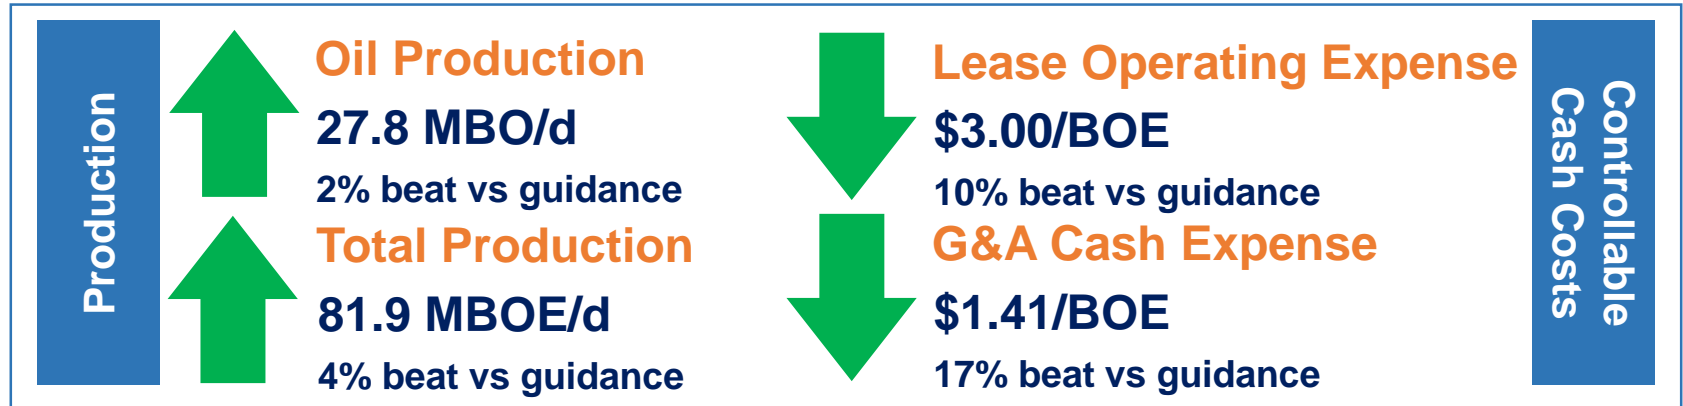 Production
Oil Production
27.8 MBO/d
2% beat vs guidance
Total Production
81.9 MBOE/d
4% beat vs guidance
Lease Operating Expense
$3.00/BOE
10% beat vs guidance
G&A Cash Expense
$1.41/BOE
17% beat vs guidance
Controllable
Cash Costs